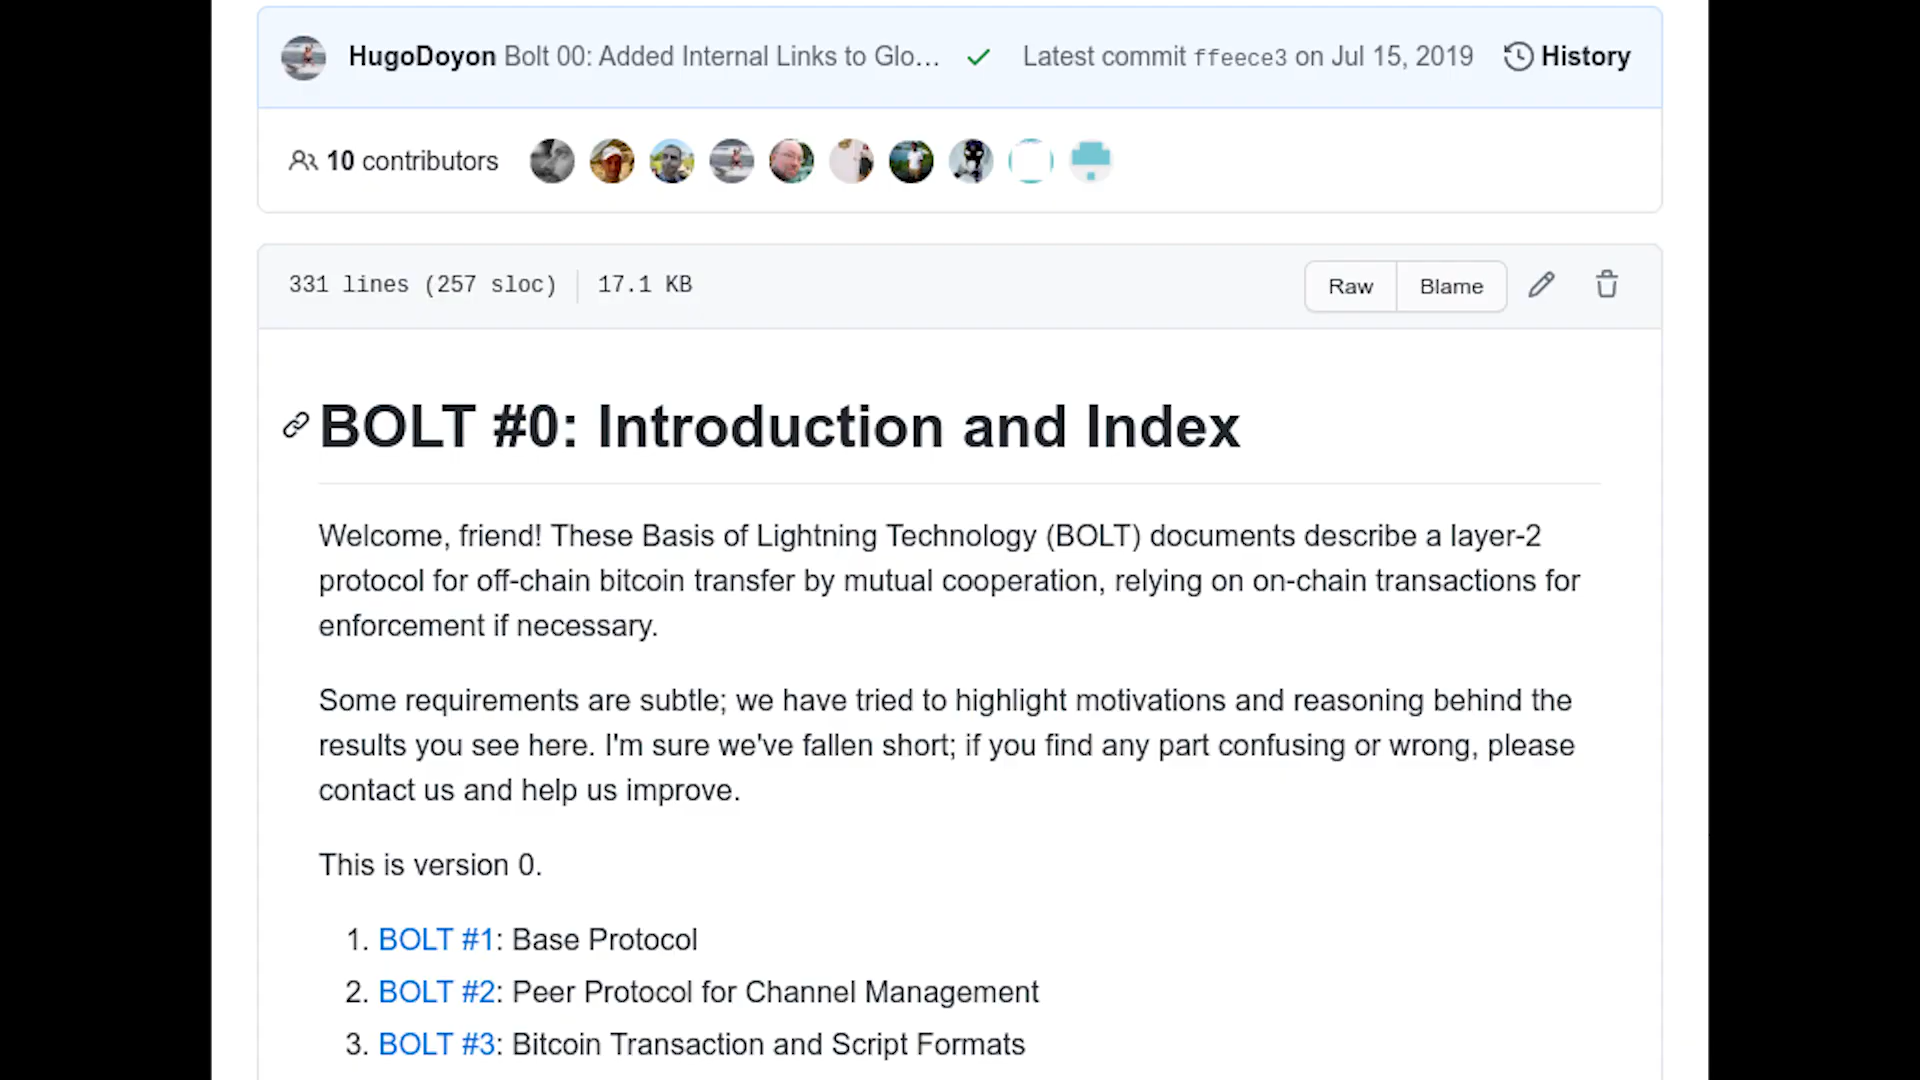 HugoDoyon Bolt 00: Added Internal Links to Glo... Latest commit ffeece3 on Jul 15, 2019 History
10 contributors
331 lines (257 sloc) 17.1 KB Raw Blame
BOLT #0: Introduction and Index
Welcome, friend! These Basis of Lightning Technology (BOLT) documents describe a layer-2
protocol for off-chain bitcoin transfer by mutual cooperation, relying on on-chain transactions for
enforcement if necessary.
Some requirements are subtle; we have tried to highlight motivations and reasoning behind the
results you see here. I'm sure we've fallen short; if you find any part confusing or wrong, please
contact us and help us improve.
This is version 0.
1. BOLT #1: Base Protocol
2. BOLT #2: Peer Protocol for Channel Management
3. BOLT #3: Bitcoin Transaction and Script Formats